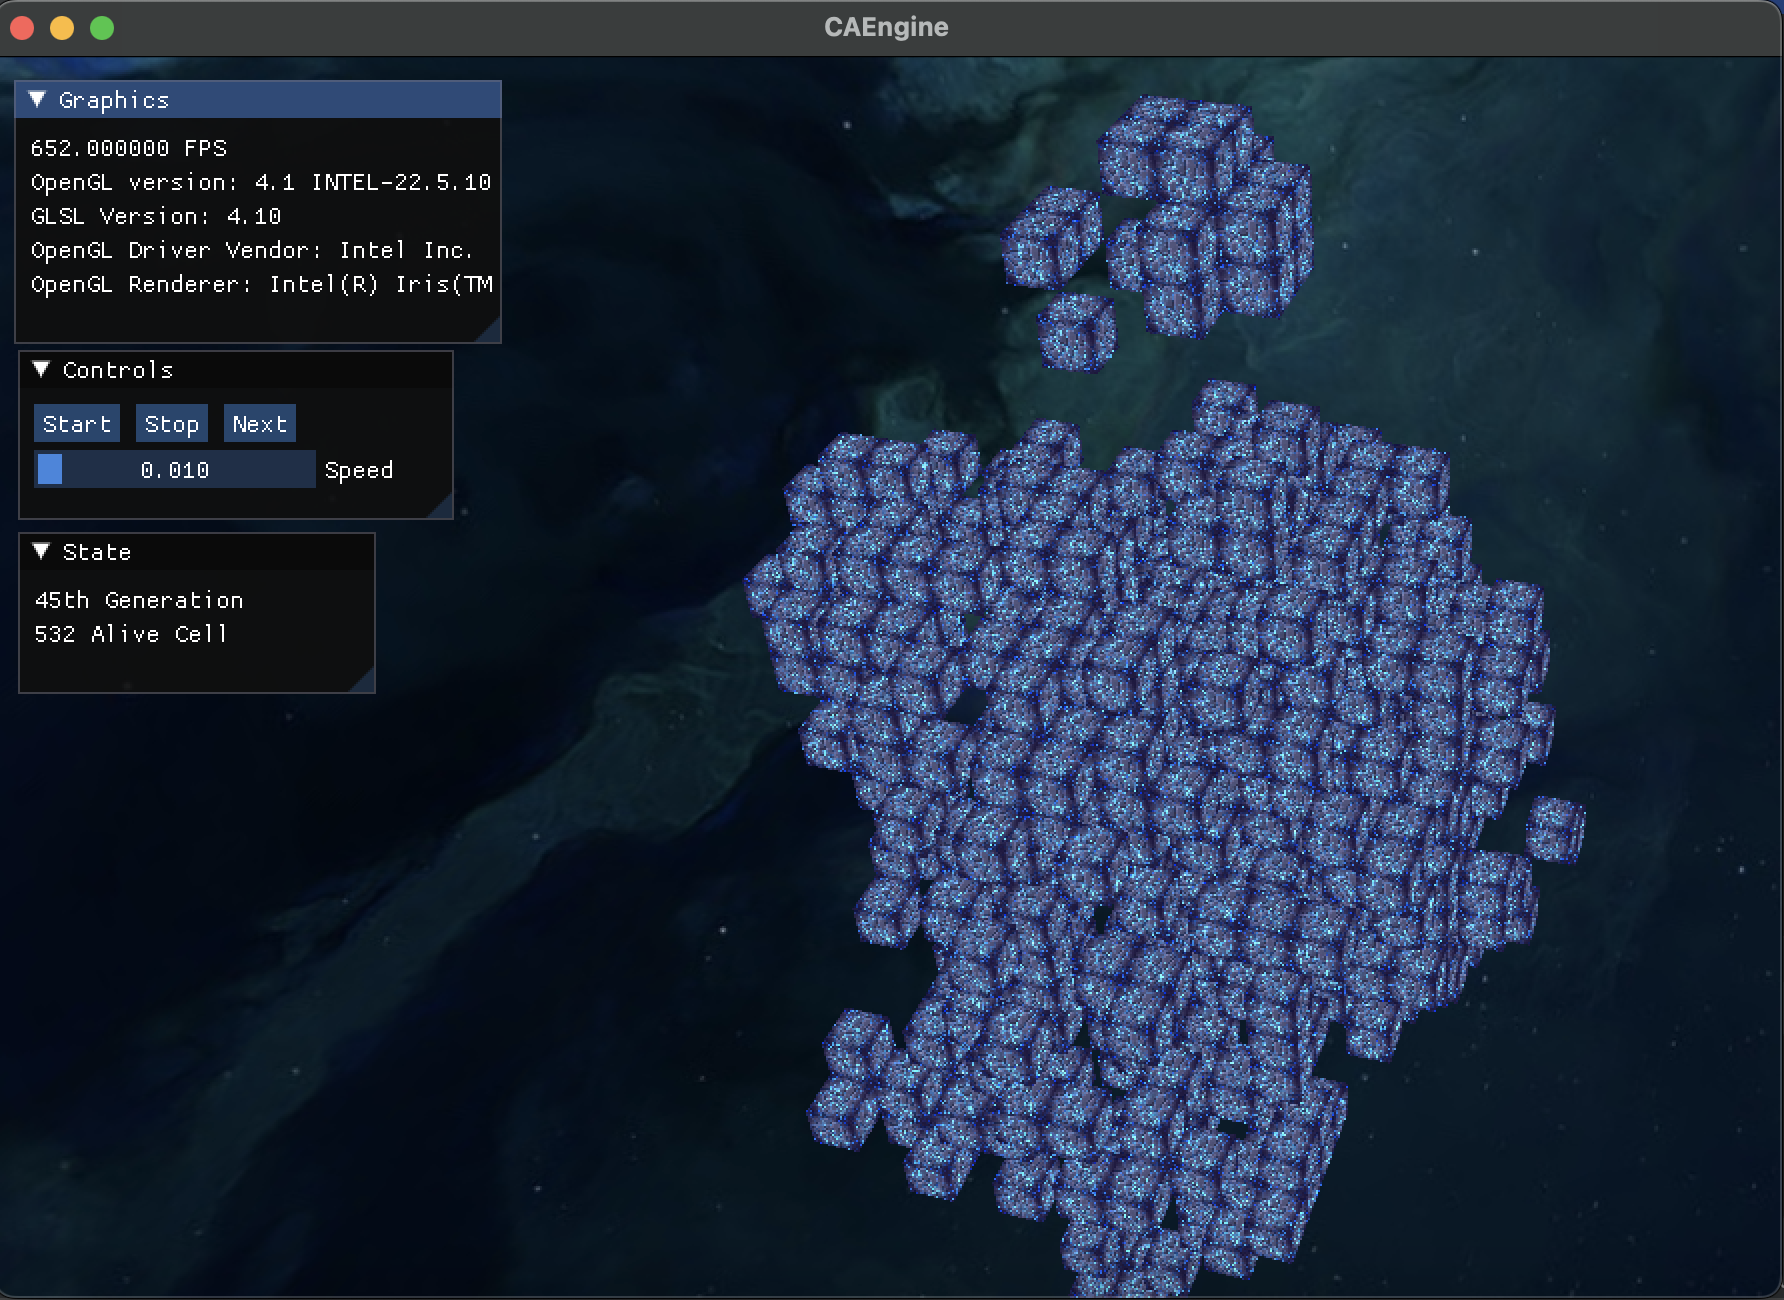 CAEngine
Graphics
652.000000 FPS
OpenGL version: 4.1 INTEL-22.5.10
GLSL Version: 4.10
OpenGL Driver Vendor: Intel Inc.
OpenGL Renderer: Intel(R) Iris(TM
Controls
Start Stop Next
0.010 Speed
State
45th Generation
532 Alive Cell